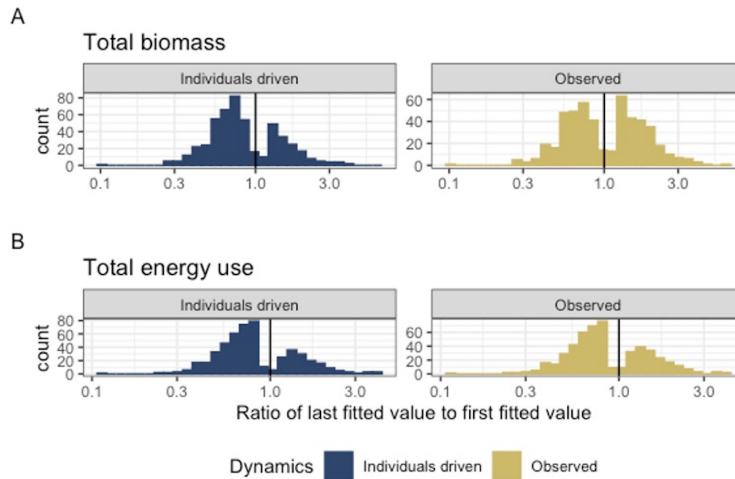 A
Total biomass
Individuals driven Observed
count
80
60
40
20
0
60
40
20
0
0.1 0.3 1.0 3.0 0.1 0.3 1.0 3.0
B
Total energy use
Individuals driven Observed
count
80
60
40
20
0
60
40
20
0
0.1 0.3 1.0 3.0 0.1 0.3 1.0 3.0
Ratio of last fitted value to first fitted value
Dynamics Individuals driven Observed